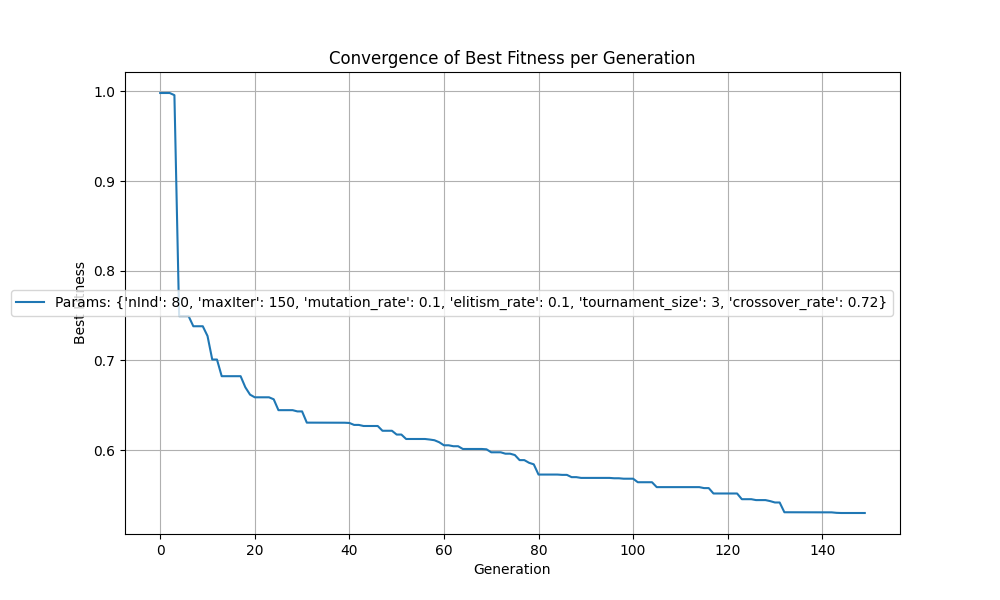 Convergence of Best Fitness per Generation
1.0
0.9
0.8
0.7
0.6
Best Fitness
Params: {'nInd': 80, 'maxIter': 150, 'mutation_rate': 0.1, 'elitism_rate': 0.1, 'tournament_size': 3, 'crossover_rate': 0.72}
0 20 40 60 80 100 120 140
Generation